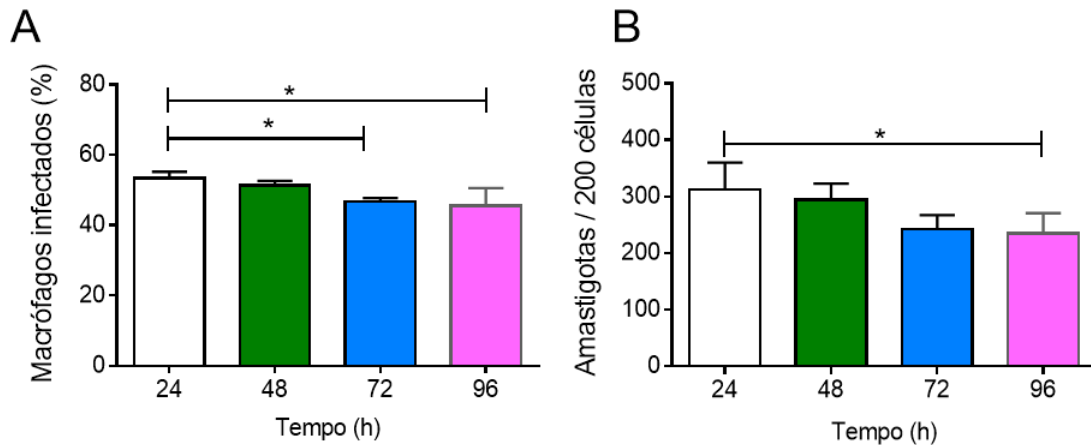 A
Macrófagos infectados (%)
80
60
40
20
0
*
*
24 48 72 96
Tempo (h)
B
Amastigotas / 200 células
500
400
300
200
100
0
*
24 48 72 96
Tempo (h)